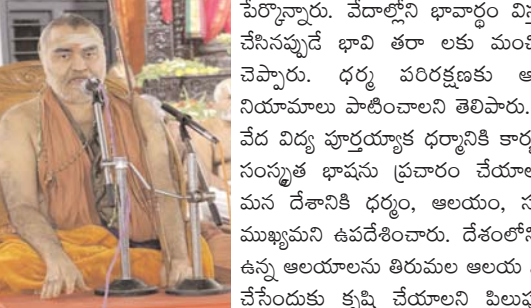 పేర్కొన్నారు. వేదాల్లోని భావార్థం
చేసినప్పుడే భావి తరా లకు
చెప్పారు. ధర్మ పరిరక్షణకు
నియామాలు పాటించాలని తెలిపారు.
వేద విద్య పూర్తయ్యాక ధర్మానికి
సంస్కృత భాషను ప్రచారం
మన దేశానికి ధర్మం, ఆలయం,
ముఖ్యమని ఉపదేశించారు.
ఉన్న ఆలయాలను తిరుమల ఆలయ
చేసేందుకు కృషి చేయాలని